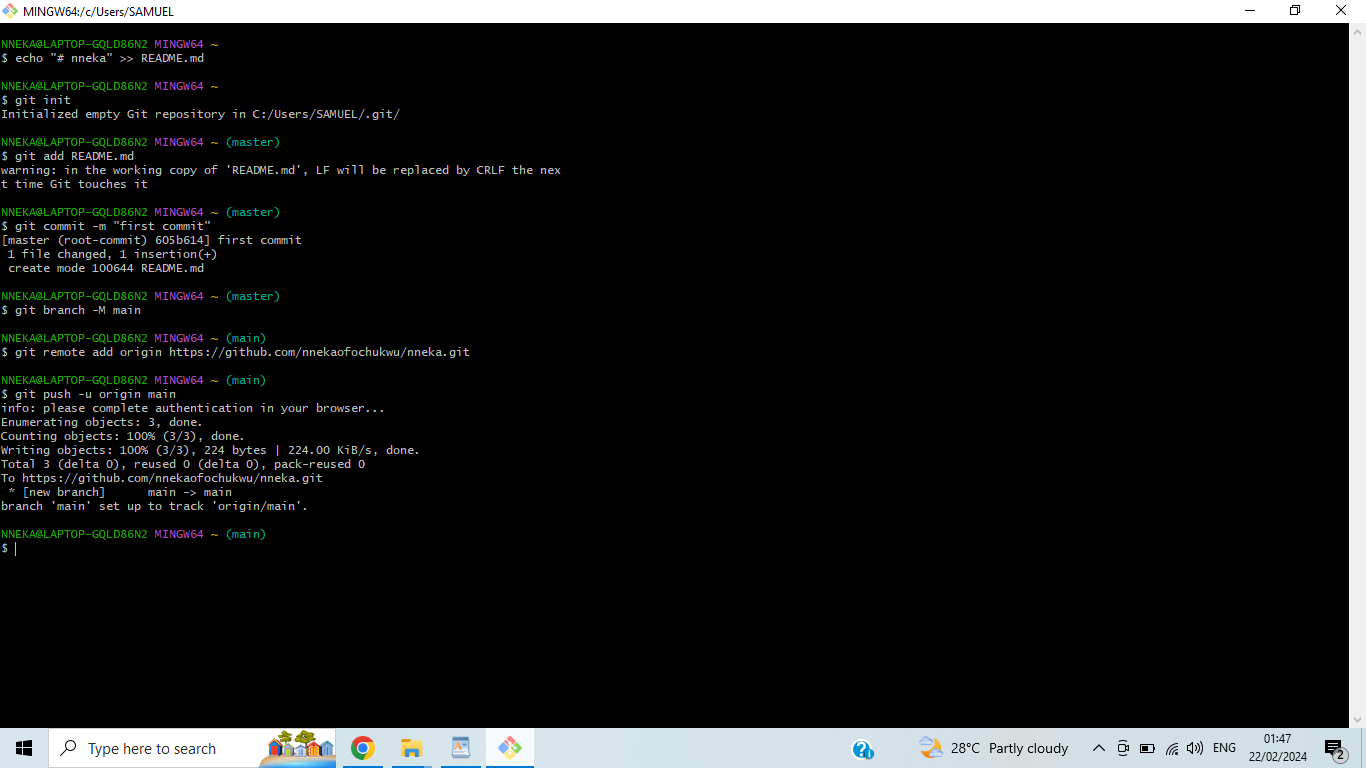 MINGW64:/c/Users/SAMUEL
NNEKA@LAPTOP-GQLD86N2 MINGW64 ~
$ echo "# nneka" >> README.md
NNEKA@LAPTOP-GQLD86N2 MINGW64 ~
$ git init
Initialized empty Git repository in C:/Users/SAMUEL/.git/
NNEKA@LAPTOP-GQLD86N2 MINGW64 ~ (master)
$ git add README.md
warning: in the working copy of 'README.md', LF will be replaced by CRLF the nex
t time Git touches it
NNEKA@LAPTOP-GQLD86N2 MINGW64 ~ (master)
$ git commit -m "first commit"
[master (root-commit) 605b614] first commit
 1 file changed, 1 insertion(+)
 create mode 100644 README.md
NNEKA@LAPTOP-GQLD86N2 MINGW64 ~ (master)
$ git branch -M main
NNEKA@LAPTOP-GQLD86N2 MINGW64 ~ (main)
$ git remote add origin https://github.com/nnekaofochukwu/nneka.git
NNEKA@LAPTOP-GQLD86N2 MINGW64 ~ (main)
$ git push -u origin main
info: please complete authentication in your browser...
Enumerating objects: 3, done.
Counting objects: 100% (3/3), done.
Writing objects: 100% (3/3), 224 bytes | 224.00 KiB/s, done.
Total 3 (delta 0), reused 0 (delta 0), pack-reused 0
To https://github.com/nnekaofochukwu/nneka.git
 * [new branch]      main -> main
branch 'main' set up to track 'origin/main'.
NNEKA@LAPTOP-GQLD86N2 MINGW64 ~ (main)
$
Type here to search
28°C Partly cloudy
ENG
01:47
22/02/2024
2